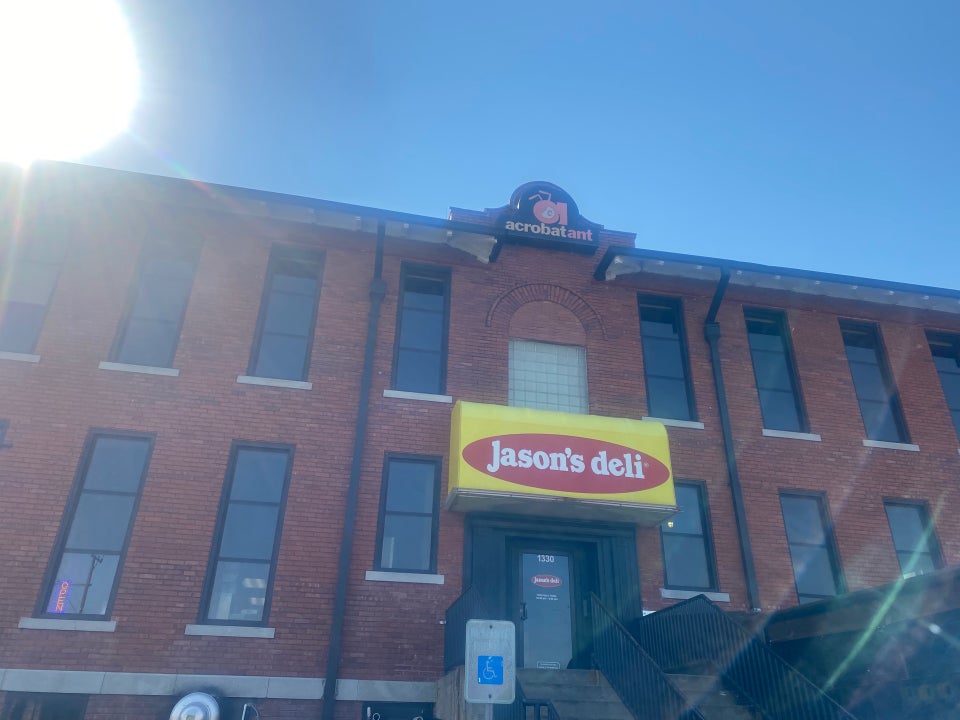 acrobatant
Jason's deli
1330
Jason's deli